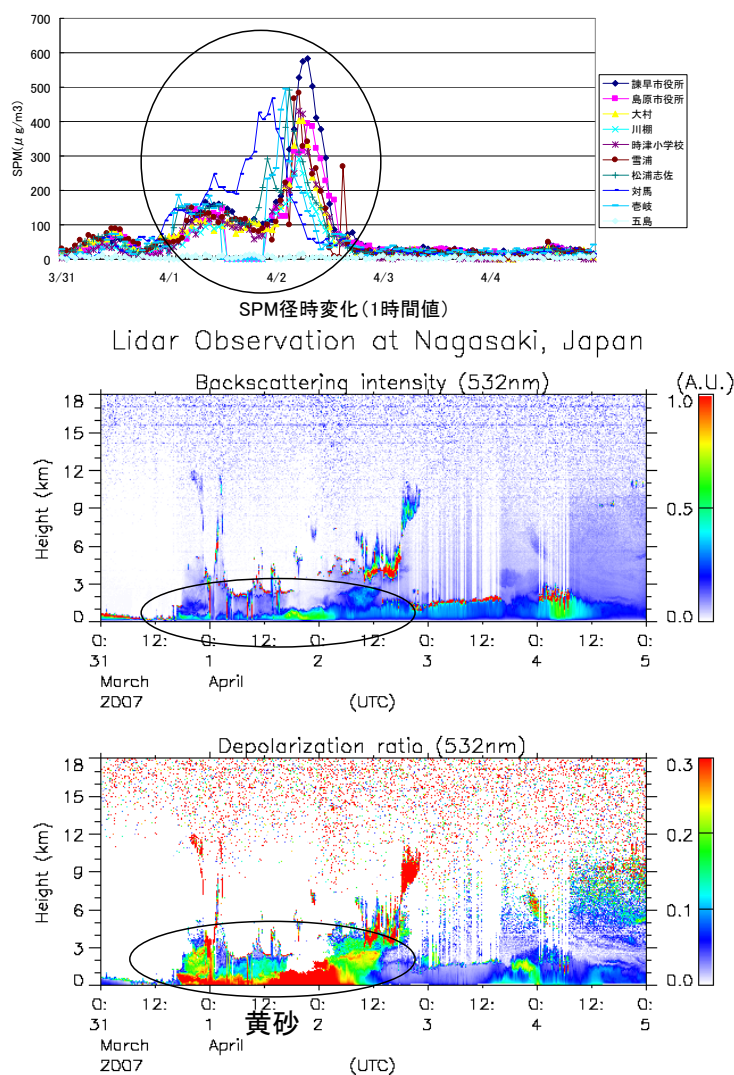 700
600
500
400
300
200
100
0
SPM(μg/m3)
3/31 4/1 4/2 4/3 4/4
諫早市役所
島原市役所
大村
川棚
時津小学校
雪浦
松浦志佐
対馬
壱岐
五島
SPM径時変化(1時間値)
Lidar Observation at Nagasaki, Japan
Backscattering intensity (532nm) (A.U.)
18
15
12
9
6
3
0
Height (km)
1.0
0.5
0.0
0: 12: 0: 12: 0: 12: 0: 12: 0: 12: 0:
31 1 2 3 4 5
March April
2007 (UTC)
Depolarization ratio (532nm)
18
15
12
9
6
3
0
Height (km)
0.3
0.2
0.1
0.0
0: 12: 0: 12: 0: 12: 0: 12: 0: 12: 0:
31 1 黄砂 2 3 4 5
March April
2007 (UTC)